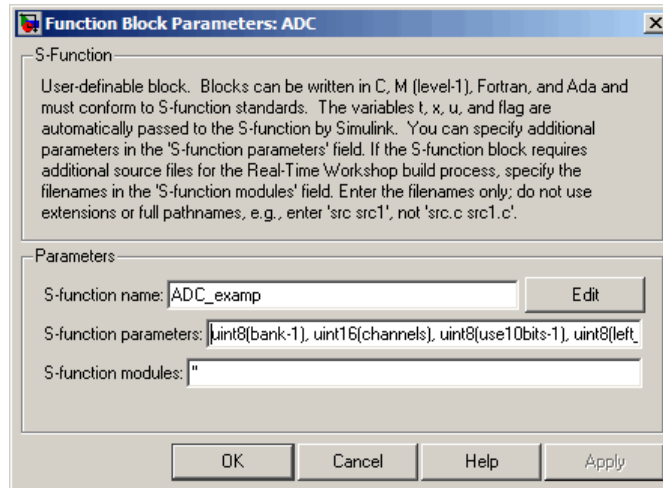 Function Block Parameters: ADC
S-Function
User-definable block. Blocks can be written in C, M (level-1), Fortran, and Ada and
must conform to S-function standards. The variables t, x, u, and flag are
automatically passed to the S-function by Simulink. You can specify additional
parameters in the 'S-function parameters' field. If the S-function block requires
additional source files for the Real-Time Workshop build process, specify the
filenames in the 'S-function modules' field. Enter the filenames only; do not use
extensions or full pathnames, e.g., enter 'src src1', not 'src.c src1.c'.
Parameters
S-function name: ADC_examp Edit
S-function parameters: uint8(bank-1), uint16(channels), uint8(use10bits-1), uint8(left_
S-function modules: ''
OK Cancel Help Apply